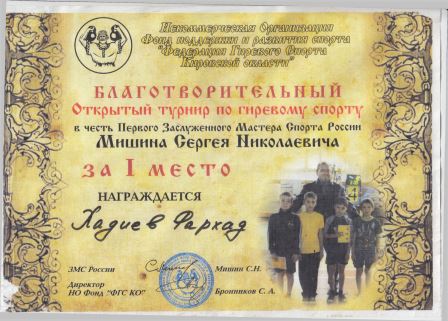 Некоммерческая Организация
Фонд поддержки и развития спорта
"Федерация Гиревого Спорта
Кировской области"
БЛАГОТВОРИТЕЛЬНЫЙ
Открытый турнир по гиревому спорту
в честь Первого Заслуженного Мастера Спорта России
Мишина Сергея Николаевича
за I место
НАГРАЖДАЕТСЯ
Хадиев Фархад
ЗМС России
Мишин С.Н.
Директор
НО Фонд "ФГС КО"
Бронников С. А.